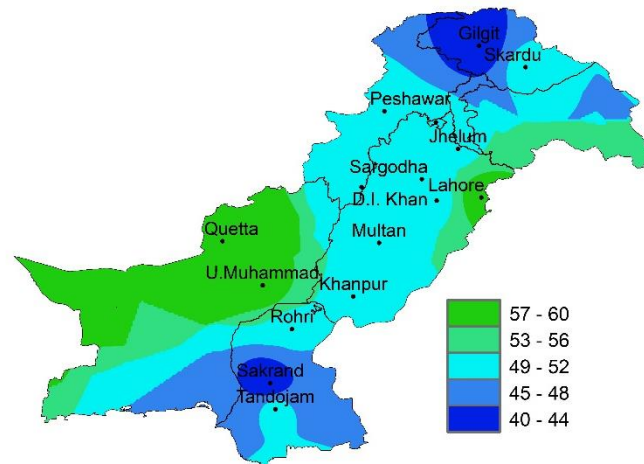 Gilgit
Skardu
Peshawar
Jhelum
Sargodha
Lahore
D.I. Khan
Quetta
Multan
U.Muhammad
Khanpur
Rohri
Sakrand
Tandojam
57 - 60
53 - 56
49 - 52
45 - 48
40 - 44